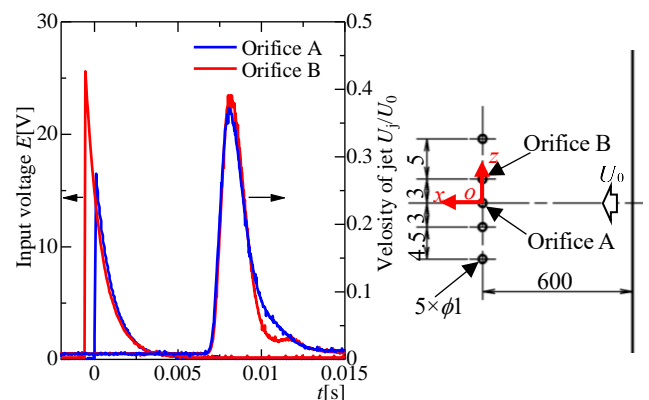 30
20
10
0
Input voltage E[V]
Orifice A
Orifice B
0.5
0.4
0.3
0.2
0.1
0
Velosity of jet Uj/U0
0
0.005
0.01
0.015
t[s]
5
3
3
4.5
Orifice B
z
x
o
U0
Orifice A
600
5×ϕ1